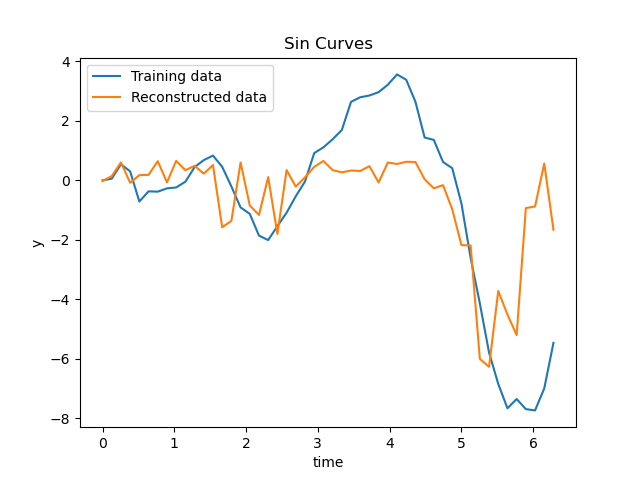 Sin Curves
Training data
Reconstructed data
y
4
2
0
−2
−4
−6
−8
0 1 2 3 4 5 6
time